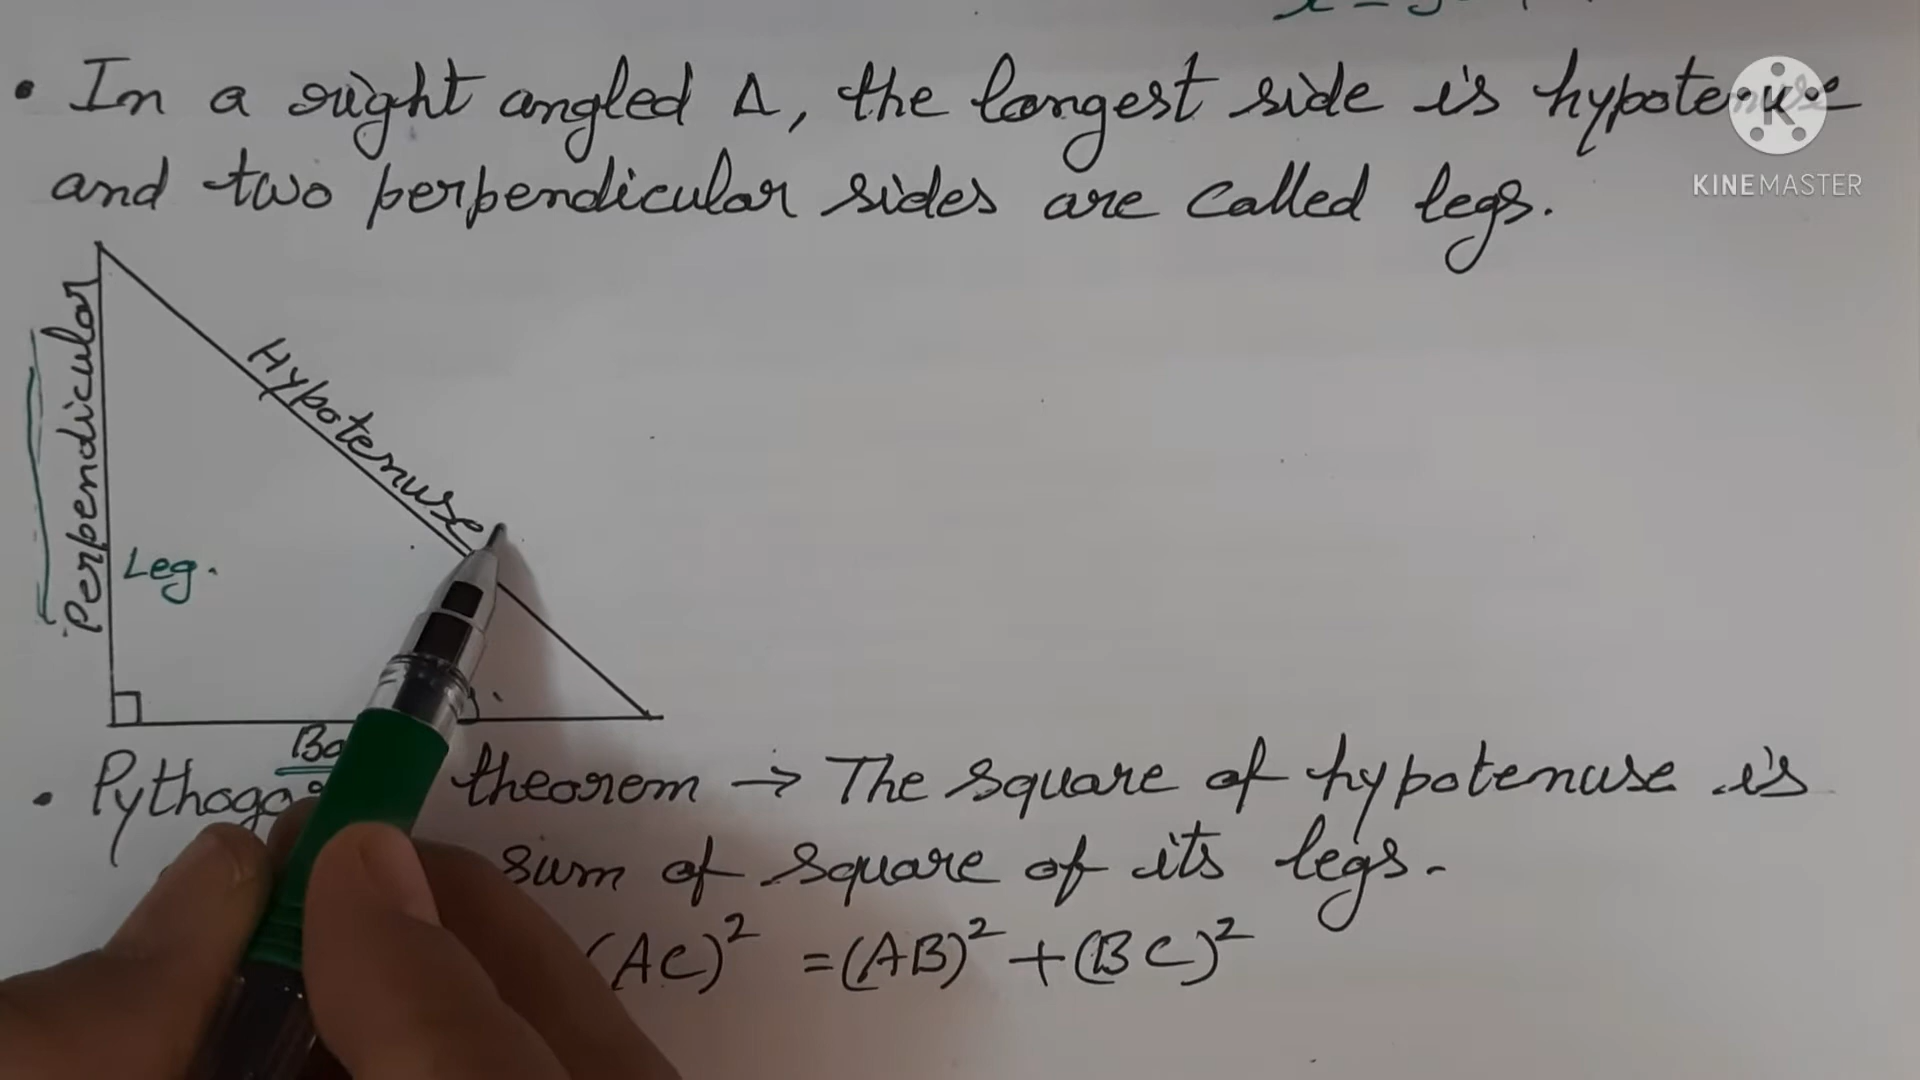 • In a right angled Δ, the longest side is hypotenuse
KINEMASTER
and two perpendicular sides are called legs.
Perpendicular
Hypotenuse
Leg.
• theorem → The square of hypotenuse is
sum of square of its legs.
(AC)² = (AB)² + (BC)²